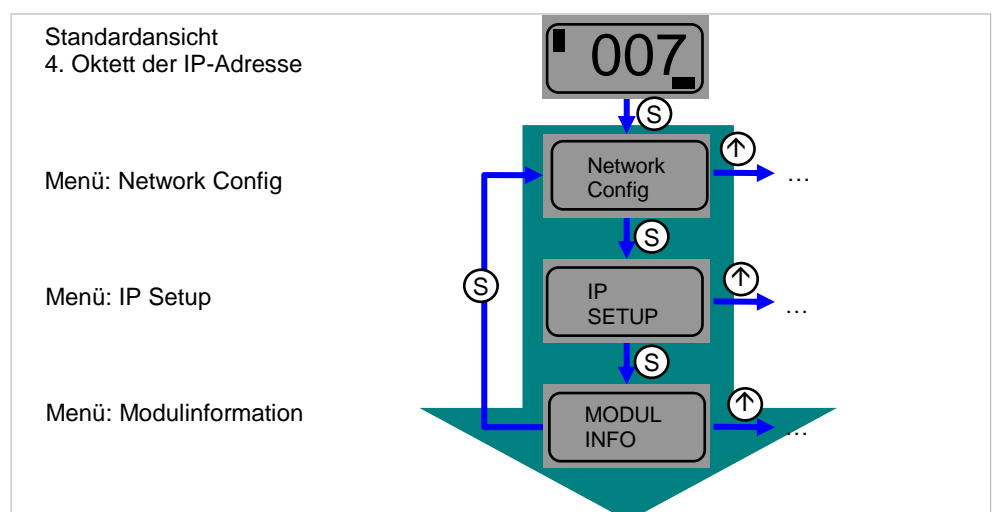 Standardansicht
4. Oktett der IP-Adresse
007
S
Menü: Network Config
Network
Config
↑
...
S
Menü: IP Setup
S
IP
SETUP
↑
...
S
Menü: Modulinformation
MODUL
INFO
↑
...